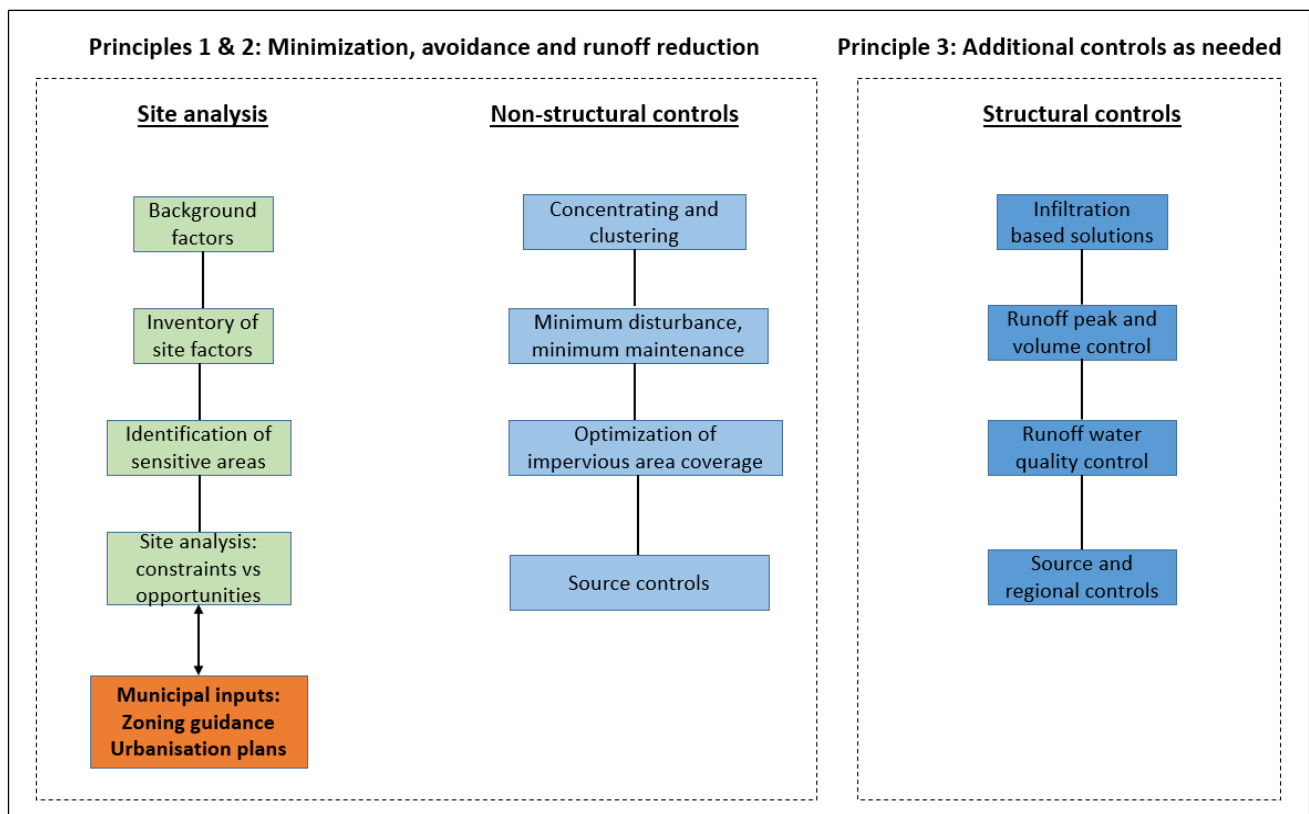 Principles 1 & 2: Minimization, avoidance and runoff reduction
Site analysis
Background
factors
Inventory of
site factors
Identification of
sensitive areas
Site analysis:
constraints vs
opportunities
Municipal inputs:
Zoning guidance
Urbanisation plans
Non-structural controls
Concentrating and
clustering
Minimum disturbance,
minimum maintenance
Optimization of
impervious area coverage
Source controls
Principle 3: Additional controls as needed
Structural controls
Infiltration
based solutions
Runoff peak and
volume control
Runoff water
quality control
Source and
regional controls